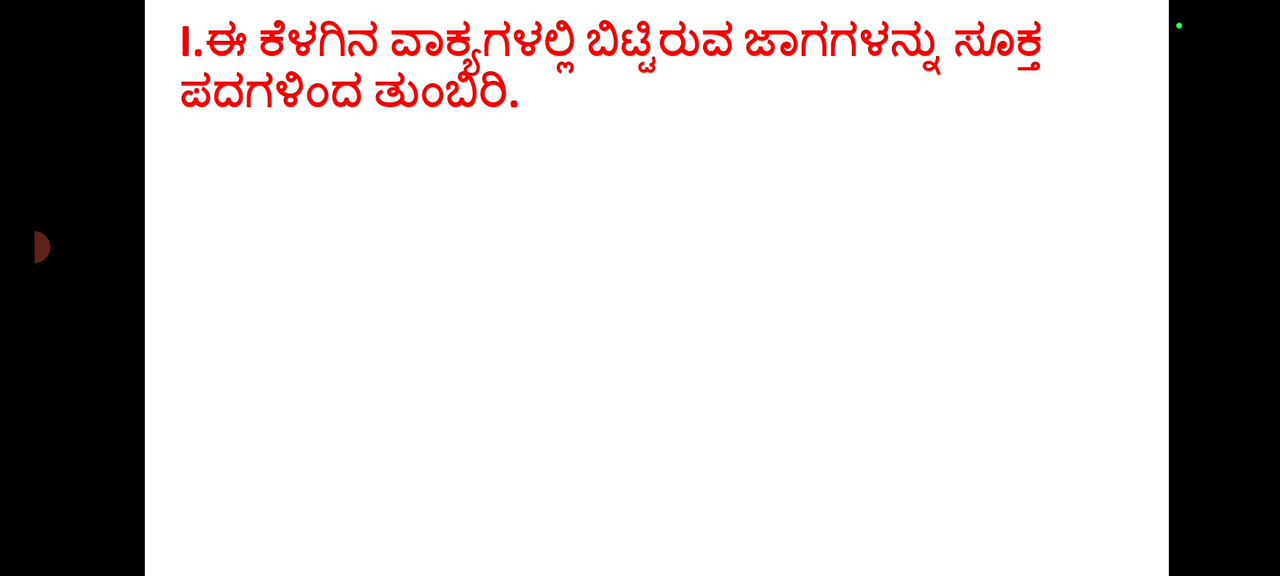 I.ಈ ಕೆಳಗಿನ ವಾಕ್ಯಗಳಲ್ಲಿ ಬಿಟ್ಟಿರುವ ಜಾಗಗಳನ್ನು ಸೂಕ್ತ
ಪದಗಳಿಂದ ತುಂಬಿರಿ.